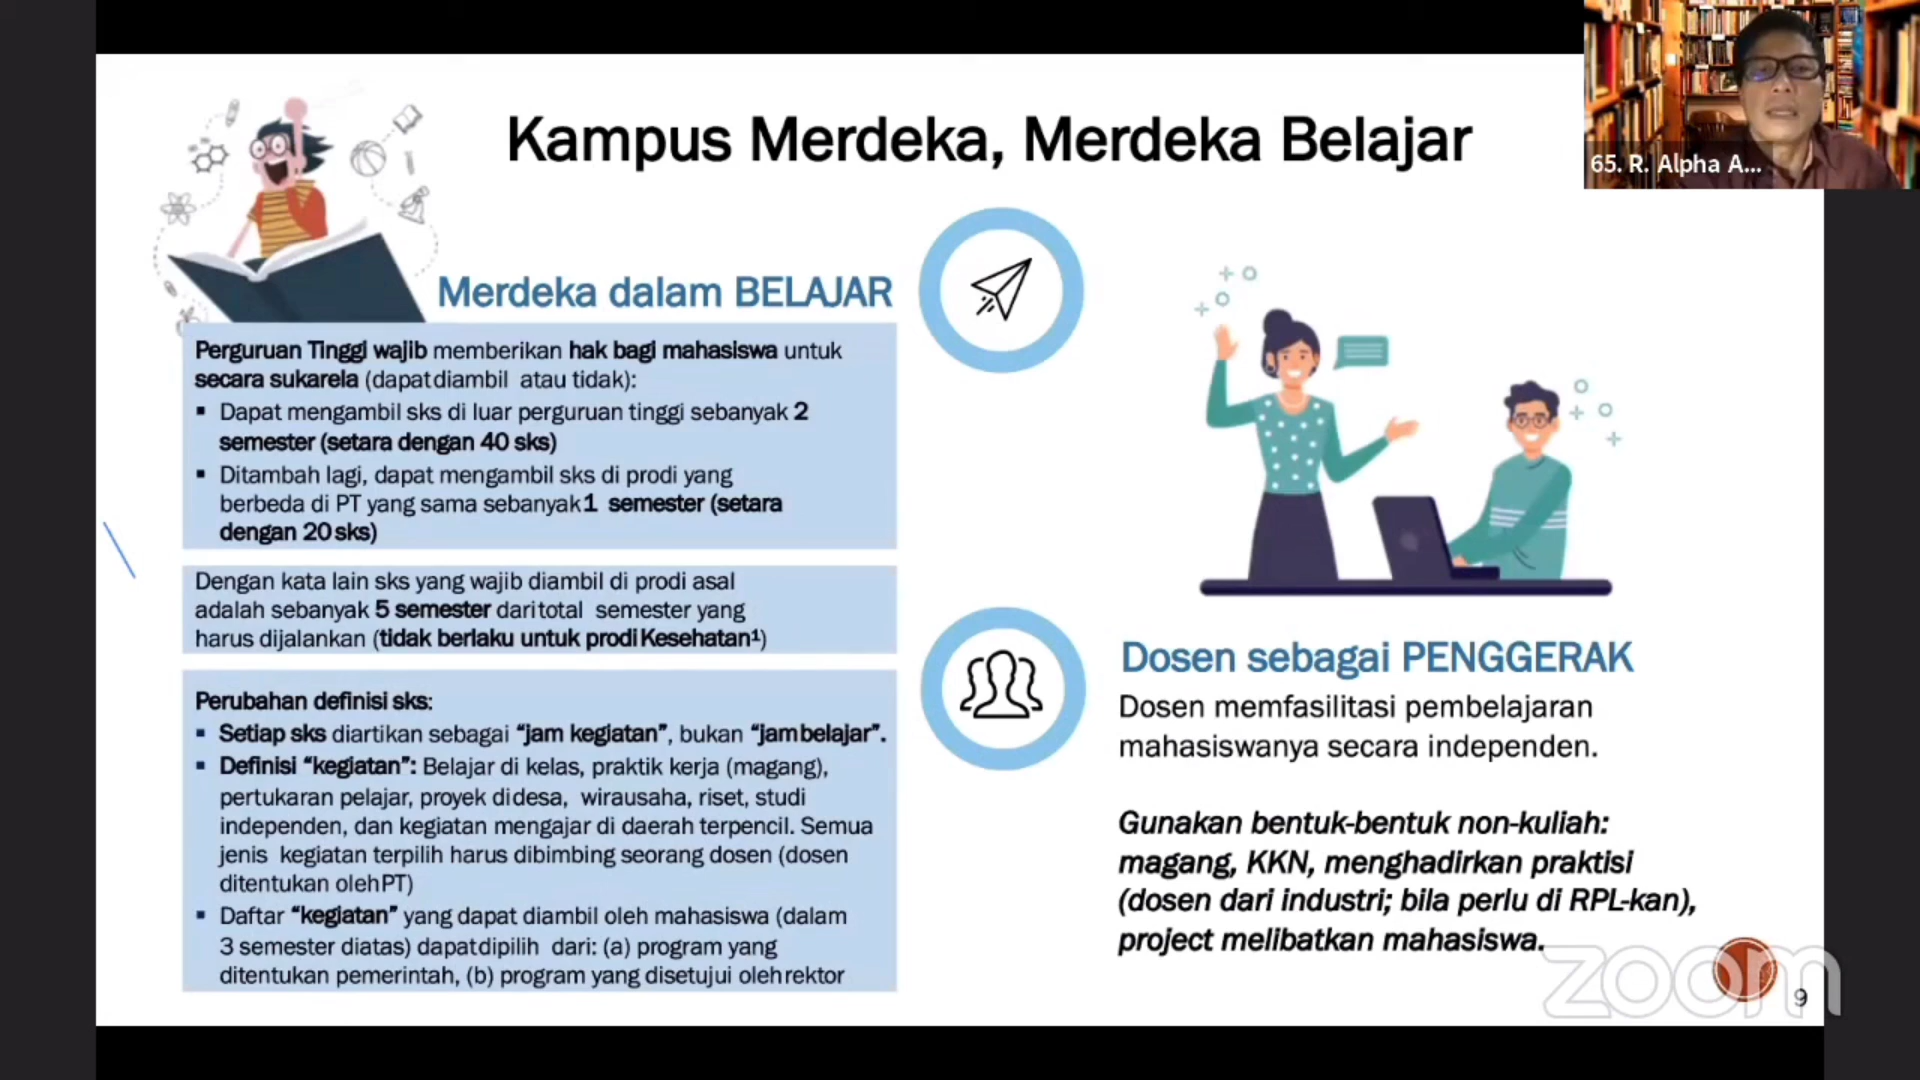 Kampus Merdeka, Merdeka Belajar
65. R. Alpha A...
Merdeka dalam BELAJAR
Perguruan Tinggi wajib memberikan hak bagi mahasiswa untuk
secara sukarela (dapat diambil atau tidak):
▪ Dapat mengambil sks di luar perguruan tinggi sebanyak 2
semester (setara dengan 40 sks)
▪ Ditambah lagi, dapat mengambil sks di prodi yang
berbeda di PT yang sama sebanyak 1 semester (setara
dengan 20 sks)
Dengan kata lain sks yang wajib diambil di prodi asal
adalah sebanyak 5 semester dari total semester yang
harus dijalankan (tidak berlaku untuk prodi Kesehatan¹)
Perubahan definisi sks:
▪ Setiap sks diartikan sebagai “jam kegiatan”, bukan “jam belajar”.
▪ Definisi “kegiatan”: Belajar di kelas, praktik kerja (magang),
pertukaran pelajar, proyek di desa, wirausaha, riset, studi
independen, dan kegiatan mengajar di daerah terpencil. Semua
jenis kegiatan terpilih harus dibimbing seorang dosen (dosen
ditentukan oleh PT)
▪ Daftar “kegiatan” yang dapat diambil oleh mahasiswa (dalam
3 semester diatas) dapat dipilih dari: (a) program yang
ditentukan pemerintah, (b) program yang disetujui oleh rektor
Dosen sebagai PENGGERAK
Dosen memfasilitasi pembelajaran
mahasiswanya secara independen.
Gunakan bentuk-bentuk non-kuliah:
magang, KKN, menghadirkan praktisi
(dosen dari industri; bila perlu di RPL-kan),
project melibatkan mahasiswa.
zoom
9